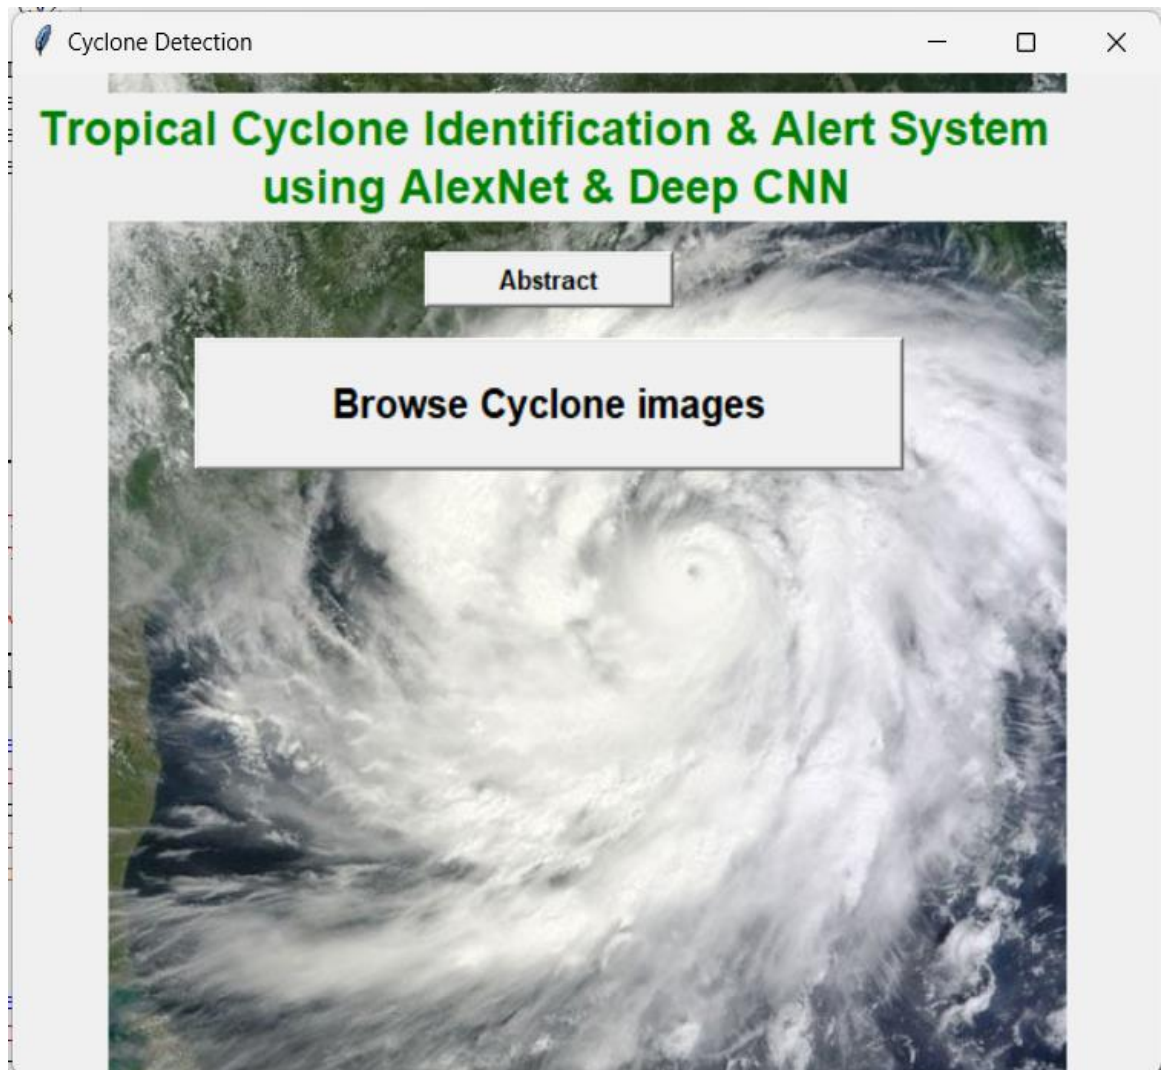 Cyclone Detection
Tropical Cyclone Identification & Alert System
using AlexNet & Deep CNN
Abstract
Browse Cyclone images